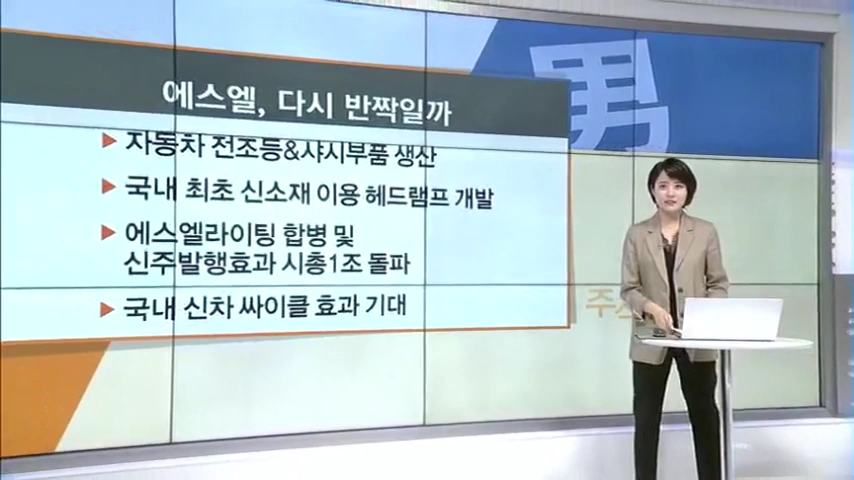 男
에스엘, 다시 반짝일까
▶ 자동차 전조등&샤시부품 생산
▶ 국내 최초 신소재 이용 헤드램프 개발
▶ 에스엘라이팅 합병 및
신주발행효과 시총1조 돌파
▶ 국내 신차 싸이클 효과 기대